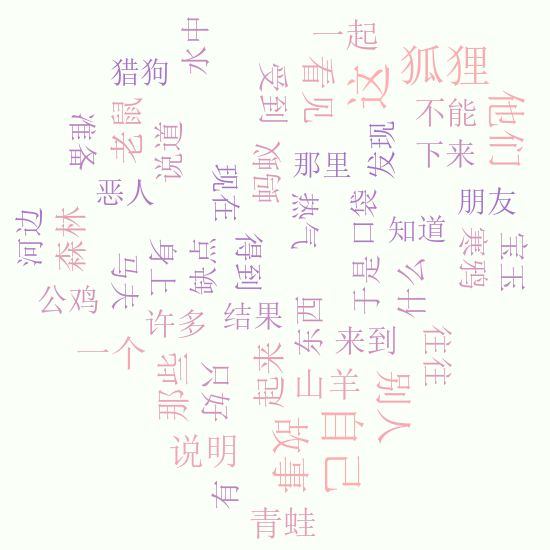 水中
一起
猎狗
受到
看见
这
狐狸
老鼠
不能
他们
准备
说道
蚂蚁
发现
下来
那里
恶人
现在
热气
口袋
朋友
知道
河边
森林
寒鸦
宝玉
马夫
身上
缺点
得到
于是
什么
公鸡
许多
结果
东西
来到
往往
一个
那些
只好
起来
山羊
别人
说明
故事
自己
有
青蛙